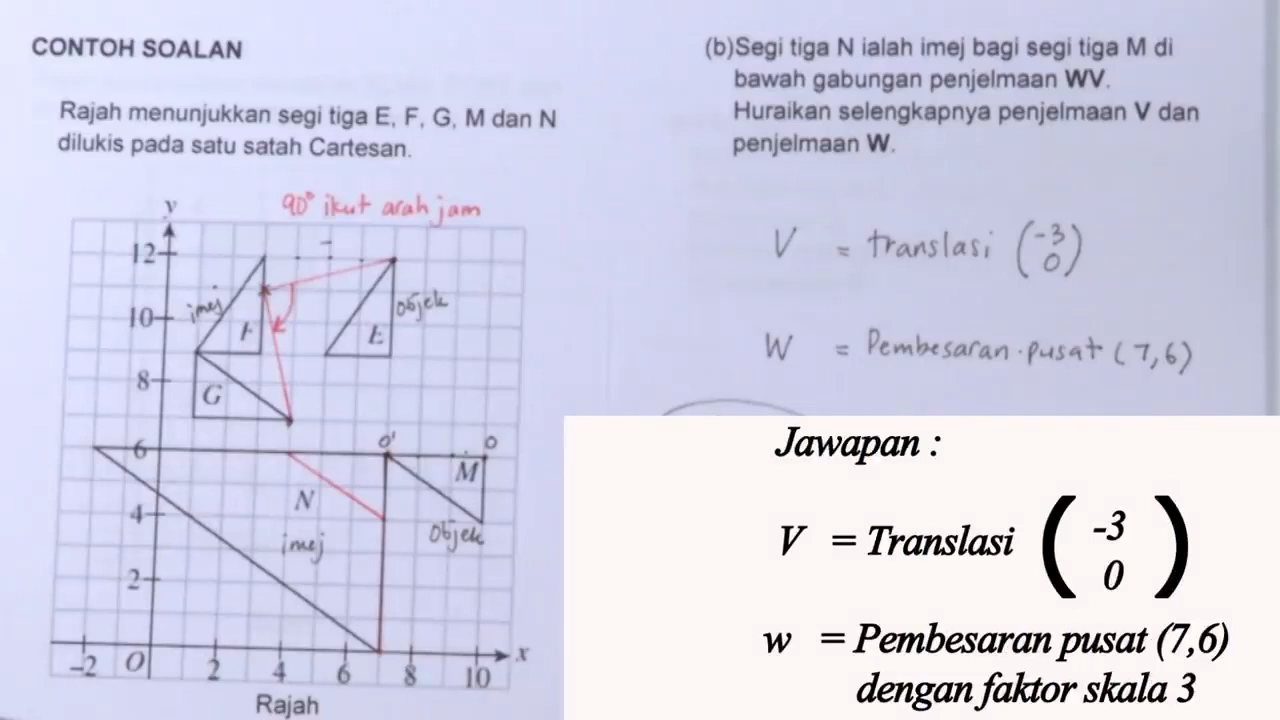 CONTOH SOALAN
Rajah menunjukkan segi tiga E, F, G, M dan N
dilukis pada satu satah Cartesan.
90° ikut arah jam
y
12
10
8
6
4
2
imej
F
objek
E
G
O'
O
M
N
objek
imej
-2
O
2
4
6
8
10
x
Rajah
(b)Segi tiga N ialah imej bagi segi tiga M di
bawah gabungan penjelmaan WV.
Huraikan selengkapnya penjelmaan V dan
penjelmaan W.
V = translasi (-3
0)
W = Pembesaran.pusat (7,6)
Jawapan :
V = Translasi (-3
0)
w = Pembesaran pusat (7,6)
dengan faktor skala 3